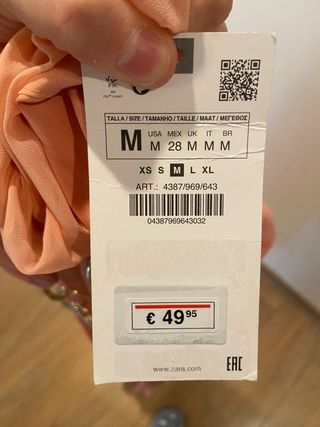 TALLA / SIZE / TAMANHO / TAILLE / MAAT / ΜΕΓΕΘΟΣ
M USA MEX UK IT BR
M 28 M M M
XS S M L XL
ART.: 4387/969/643
04387969643032
€ 49 95
www.zara.com
EAC